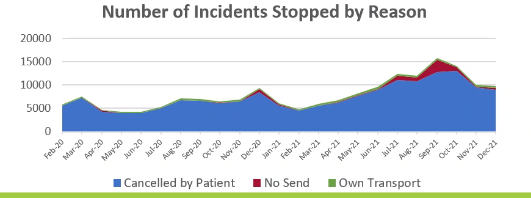 Number of Incidents Stopped by Reason
20000
15000
10000
5000
0
Feb-20 Mar-20 Apr-20 May-20 Jun-20 Jul-20 Aug-20 Sep-20 Oct-20 Nov-20 Dec-20 Jan-21 Feb-21 Mar-21 Apr-21 May-21 Jun-21 Jul-21 Aug-21 Sep-21 Oct-21 Nov-21 Dec-21
Cancelled by Patient No Send Own Transport